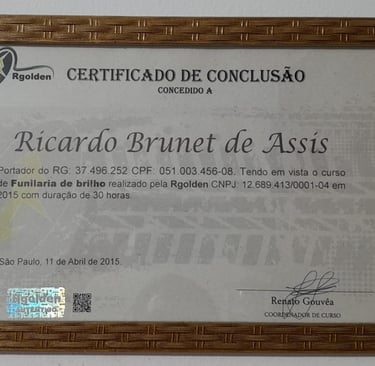 Rgolden
CERTIFICADO DE CONCLUSÃO
CONCEDIDO A
Ricardo Brunet de Assis
Portador do RG: 37.496.252 CPF. 051.003.456-08. Tendo em vista o curso
de Funilaria de brilho realizado pela Rgolden CNPJ: 12.689.413/0001-04 em
2015 com duração de 30 horas.
São Paulo, 11 de Abril de 2015.
Rgolden
AUTENTICO
Renato Gouvêa
COORDENADOR DE CURSO